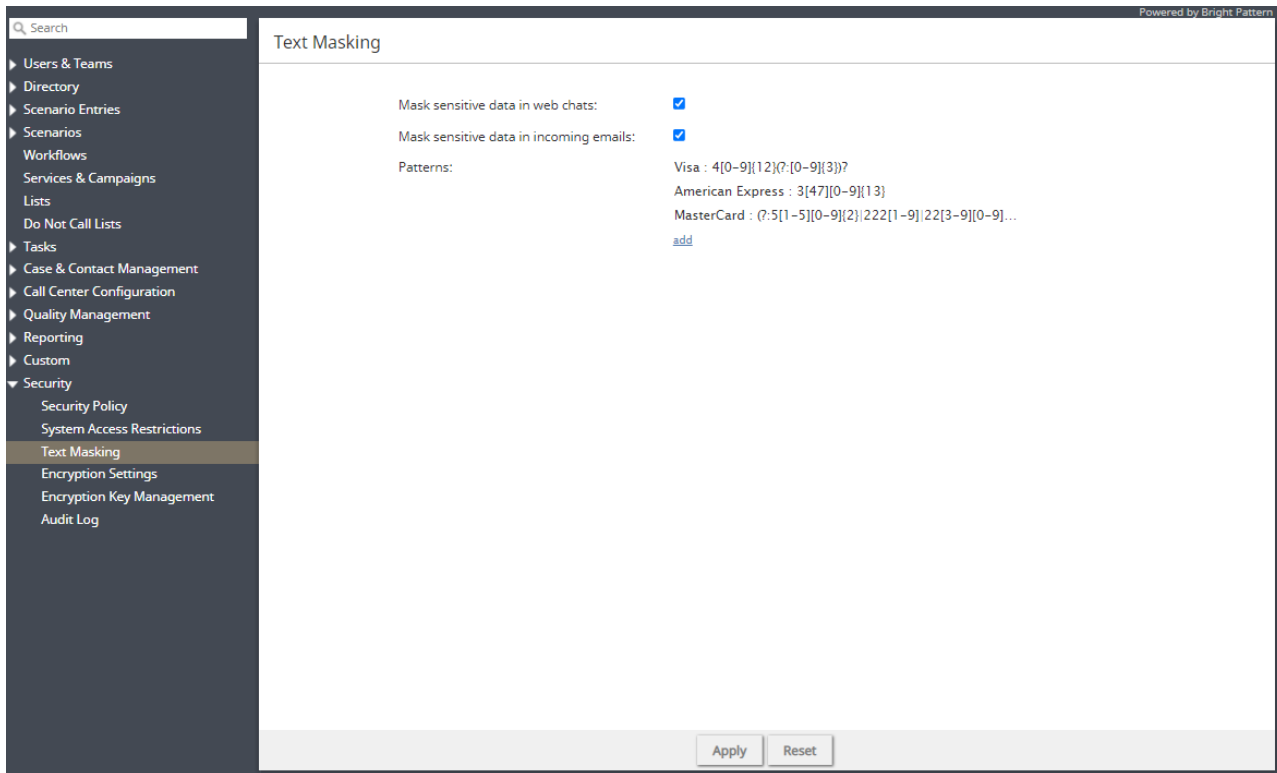 Powered by Bright Pattern
Search
Text Masking
Users & Teams
Directory
Scenario Entries
Scenarios
Workflows
Services & Campaigns
Lists
Do Not Call Lists
Tasks
Case & Contact Management
Call Center Configuration
Quality Management
Reporting
Custom
Security
Security Policy
System Access Restrictions
Text Masking
Encryption Settings
Encryption Key Management
Audit Log
Mask sensitive data in web chats:
Mask sensitive data in incoming emails:
Patterns:
Visa : 4[0-9]{12}(?:[0-9]{3})?
American Express : 3[47][0-9]{13}
MasterCard : (?:5[1-5][0-9]{2}|222[1-9]|22[3-9][0-9]...
add
Apply
Reset